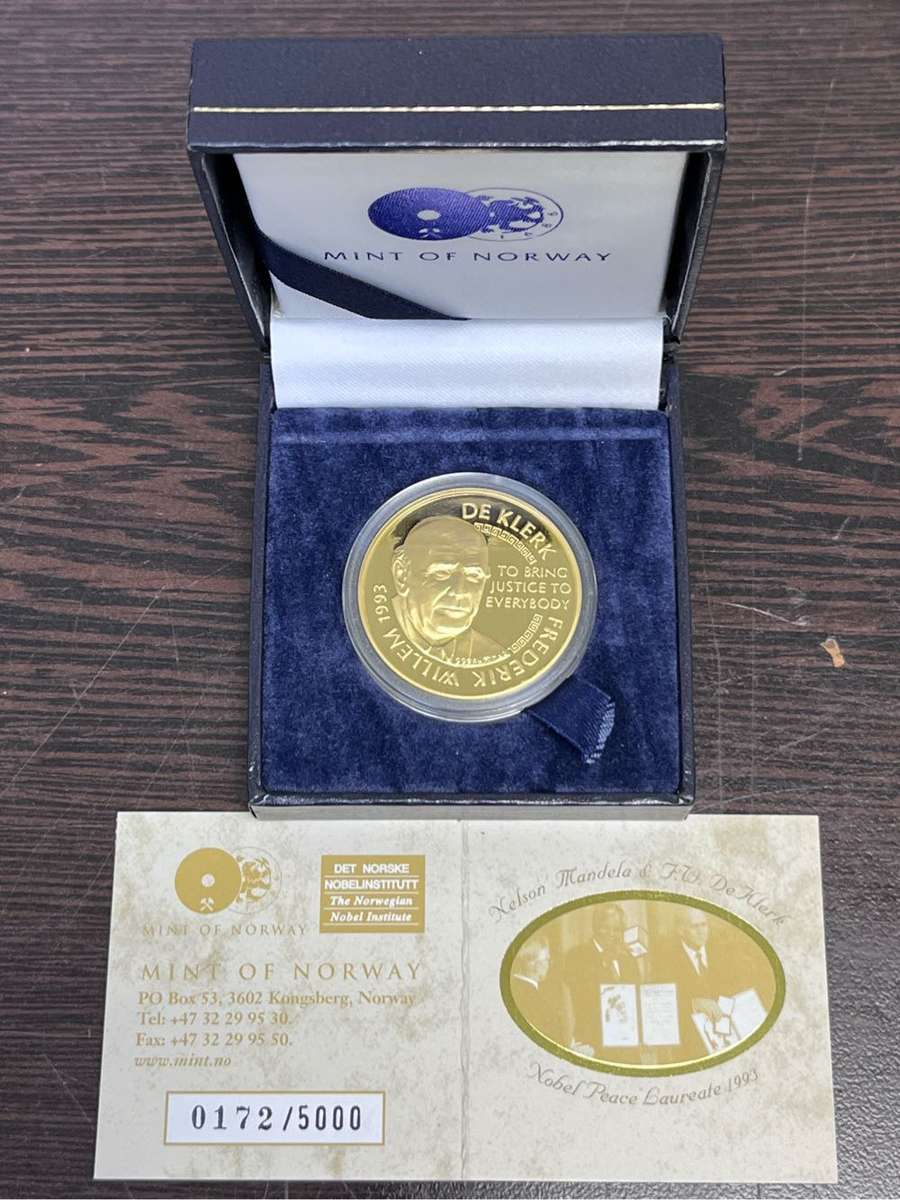 MINT OF NORWAY
DE KLERK
TO BRING
JUSTICE TO
EVERYBODY
FREDERIK WILLEM 1993
MINT OF NORWAY
DET NORSKE
NOBELINSTITUTT
The Norwegian
Nobel Institute
MINT OF NORWAY
PO Box 53, 3602 Kongsberg, Norway
Tel: +47 32 29 95 30.
Fax: +47 32 29 95 50.
www.mint.no
0172/5000
Nelson Mandela & F.W. De Klerk
Nobel Peace Laureate 1993